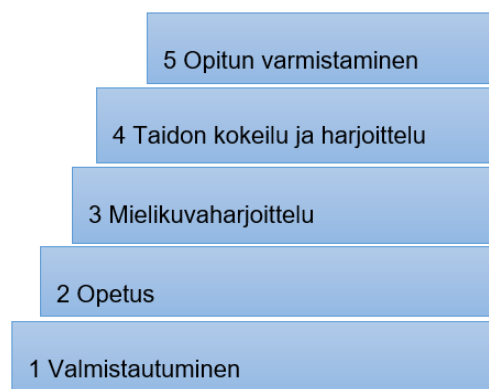 5 Opitun varmistaminen
4 Taidon kokeilu ja harjoittelu
3 Mielikuvaharjoittelu
2 Opetus
1 Valmistautuminen